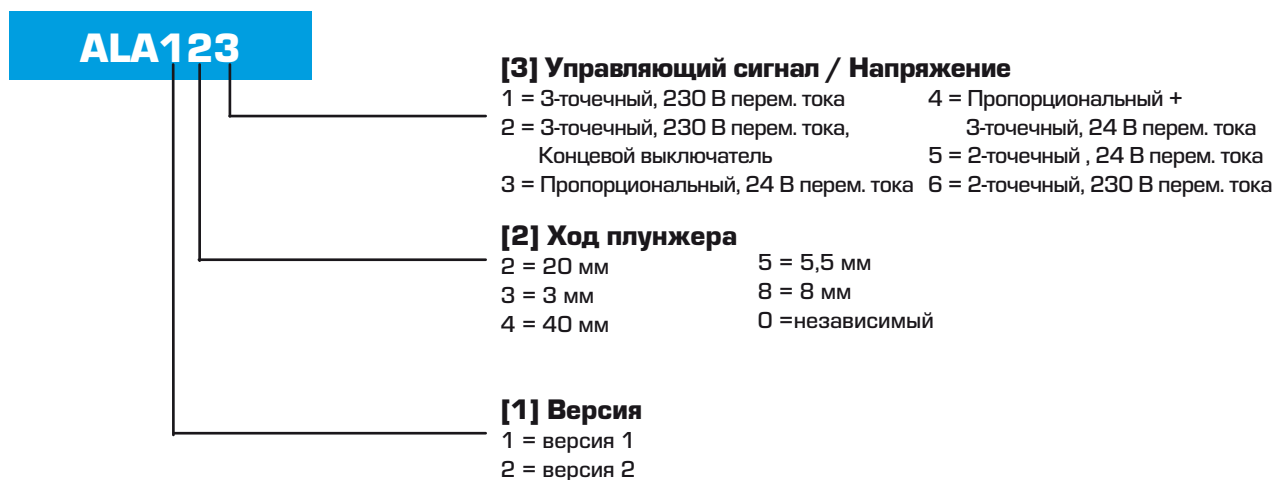 ALA123
[3] Управляющий сигнал / Напряжение
1 = 3-точечный, 230 В перем. тока
2 = 3-точечный, 230 В перем. тока,
Концевой выключатель
3 = Пропорциональный, 24 В перем. тока
4 = Пропорциональный +
3-точечный, 24 В перем. тока
5 = 2-точечный , 24 В перем. тока
6 = 2-точечный, 230 В перем. тока
[2] Ход плунжера
2 = 20 мм
3 = 3 мм
4 = 40 мм
5 = 5,5 мм
8 = 8 мм
0 =независимый
[1] Версия
1 = версия 1
2 = версия 2